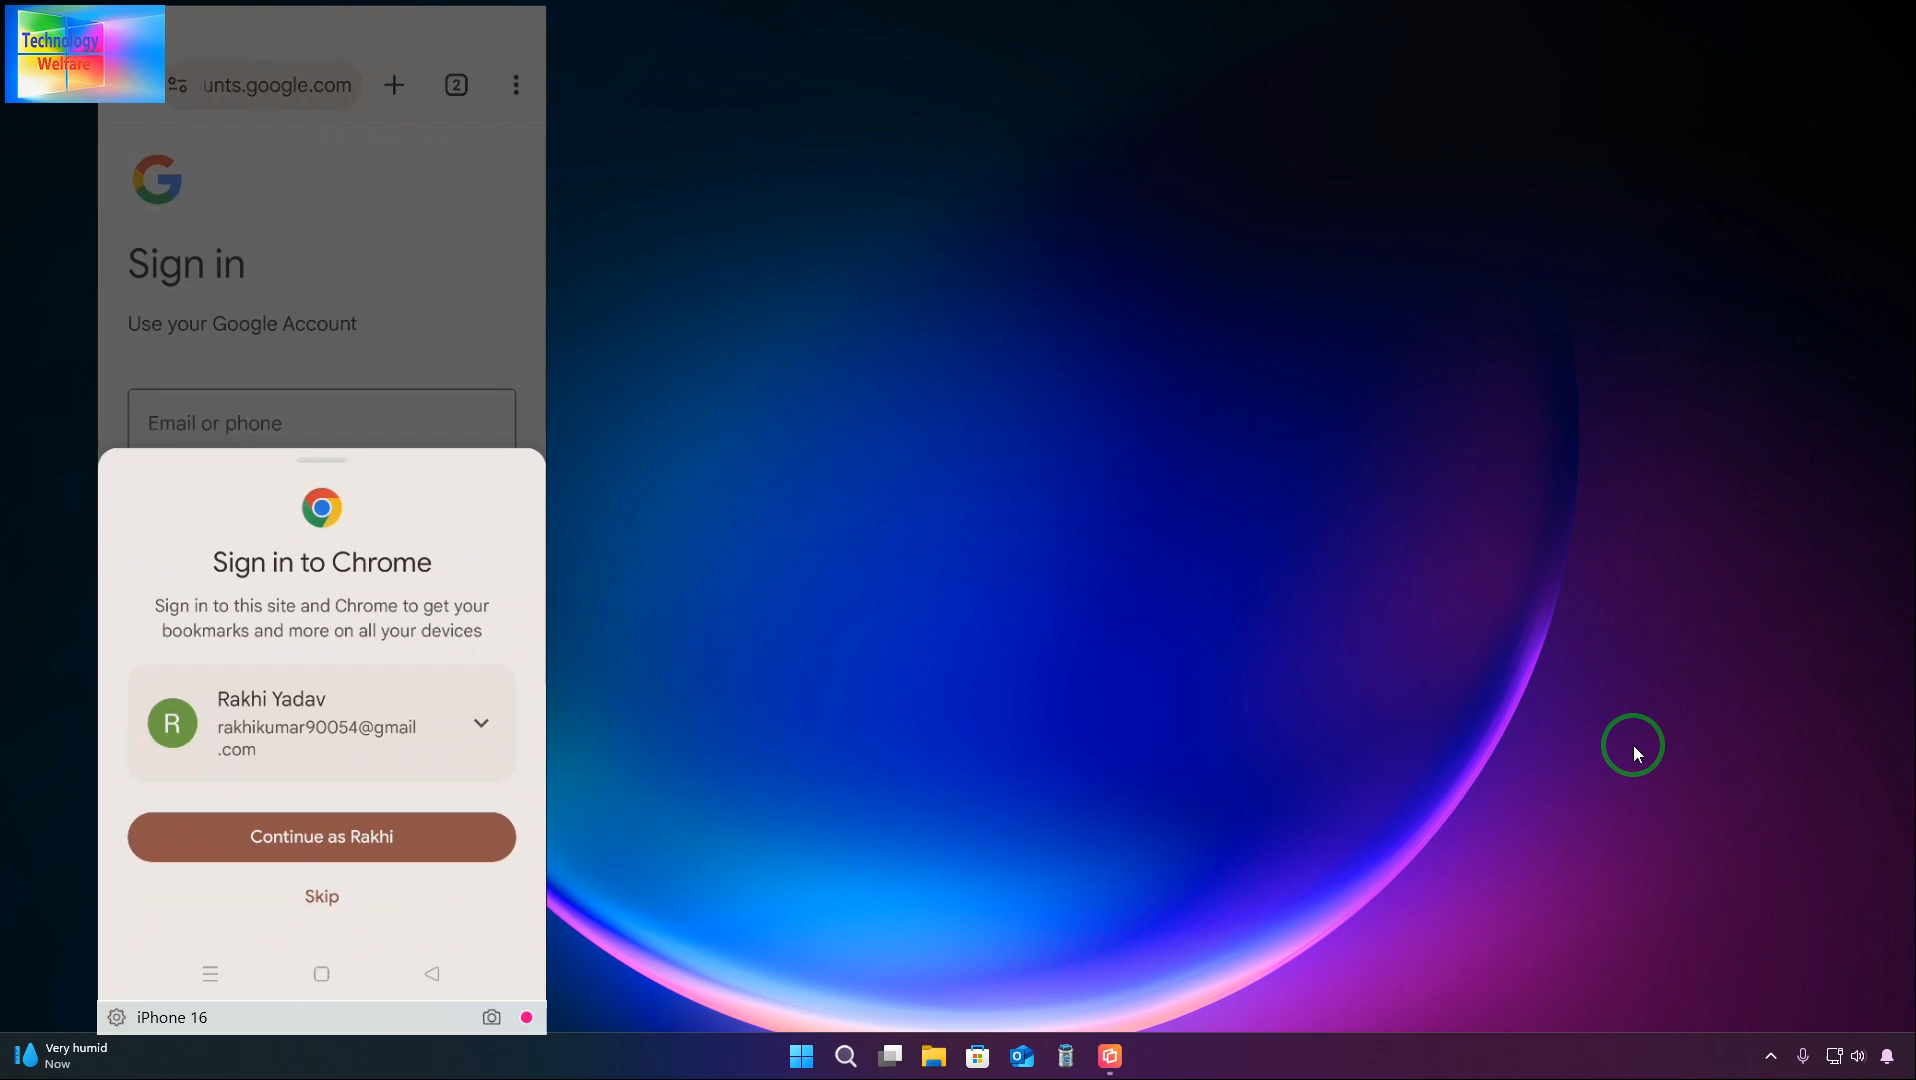 Technology
Welfare
unts.google.com
2
Sign in
Use your Google Account
Email or phone
Sign in to Chrome
Sign in to this site and Chrome to get your
bookmarks and more on all your devices
R
Rakhi Yadav
rakhikumar90054@gmail
.com
Continue as Rakhi
Skip
iPhone 16
Very humid
Now